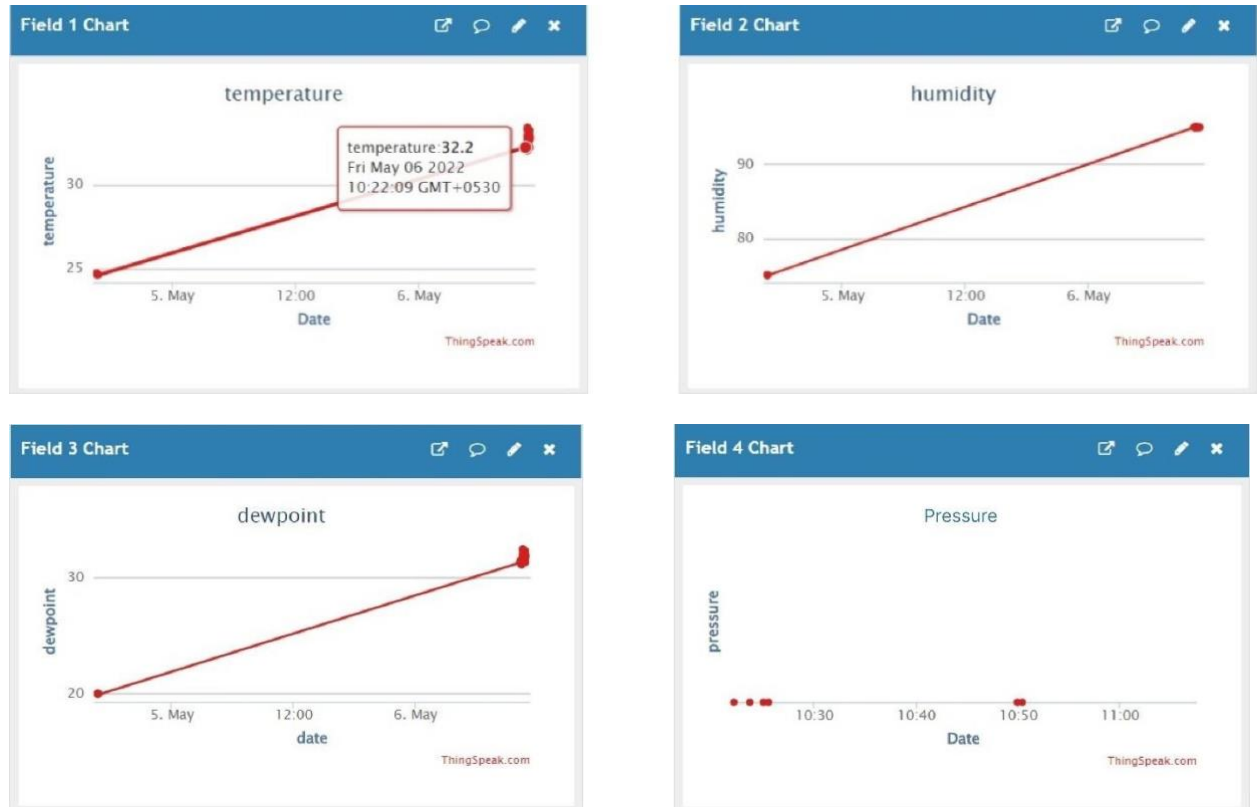 Field 1 Chart
temperature
temperature:32.2
Fri May 06 2022
10:22:09 GMT+0530
temperature
30
25
5. May
12:00
6. May
Date
ThingSpeak.com
Field 2 Chart
humidity
humidity
90
80
5. May
12:00
6. May
Date
ThingSpeak.com
Field 3 Chart
dewpoint
dewpoint
30
20
5. May
12:00
6. May
date
ThingSpeak.com
Field 4 Chart
Pressure
pressure
10:30
10:40
10:50
11:00
Date
ThingSpeak.com